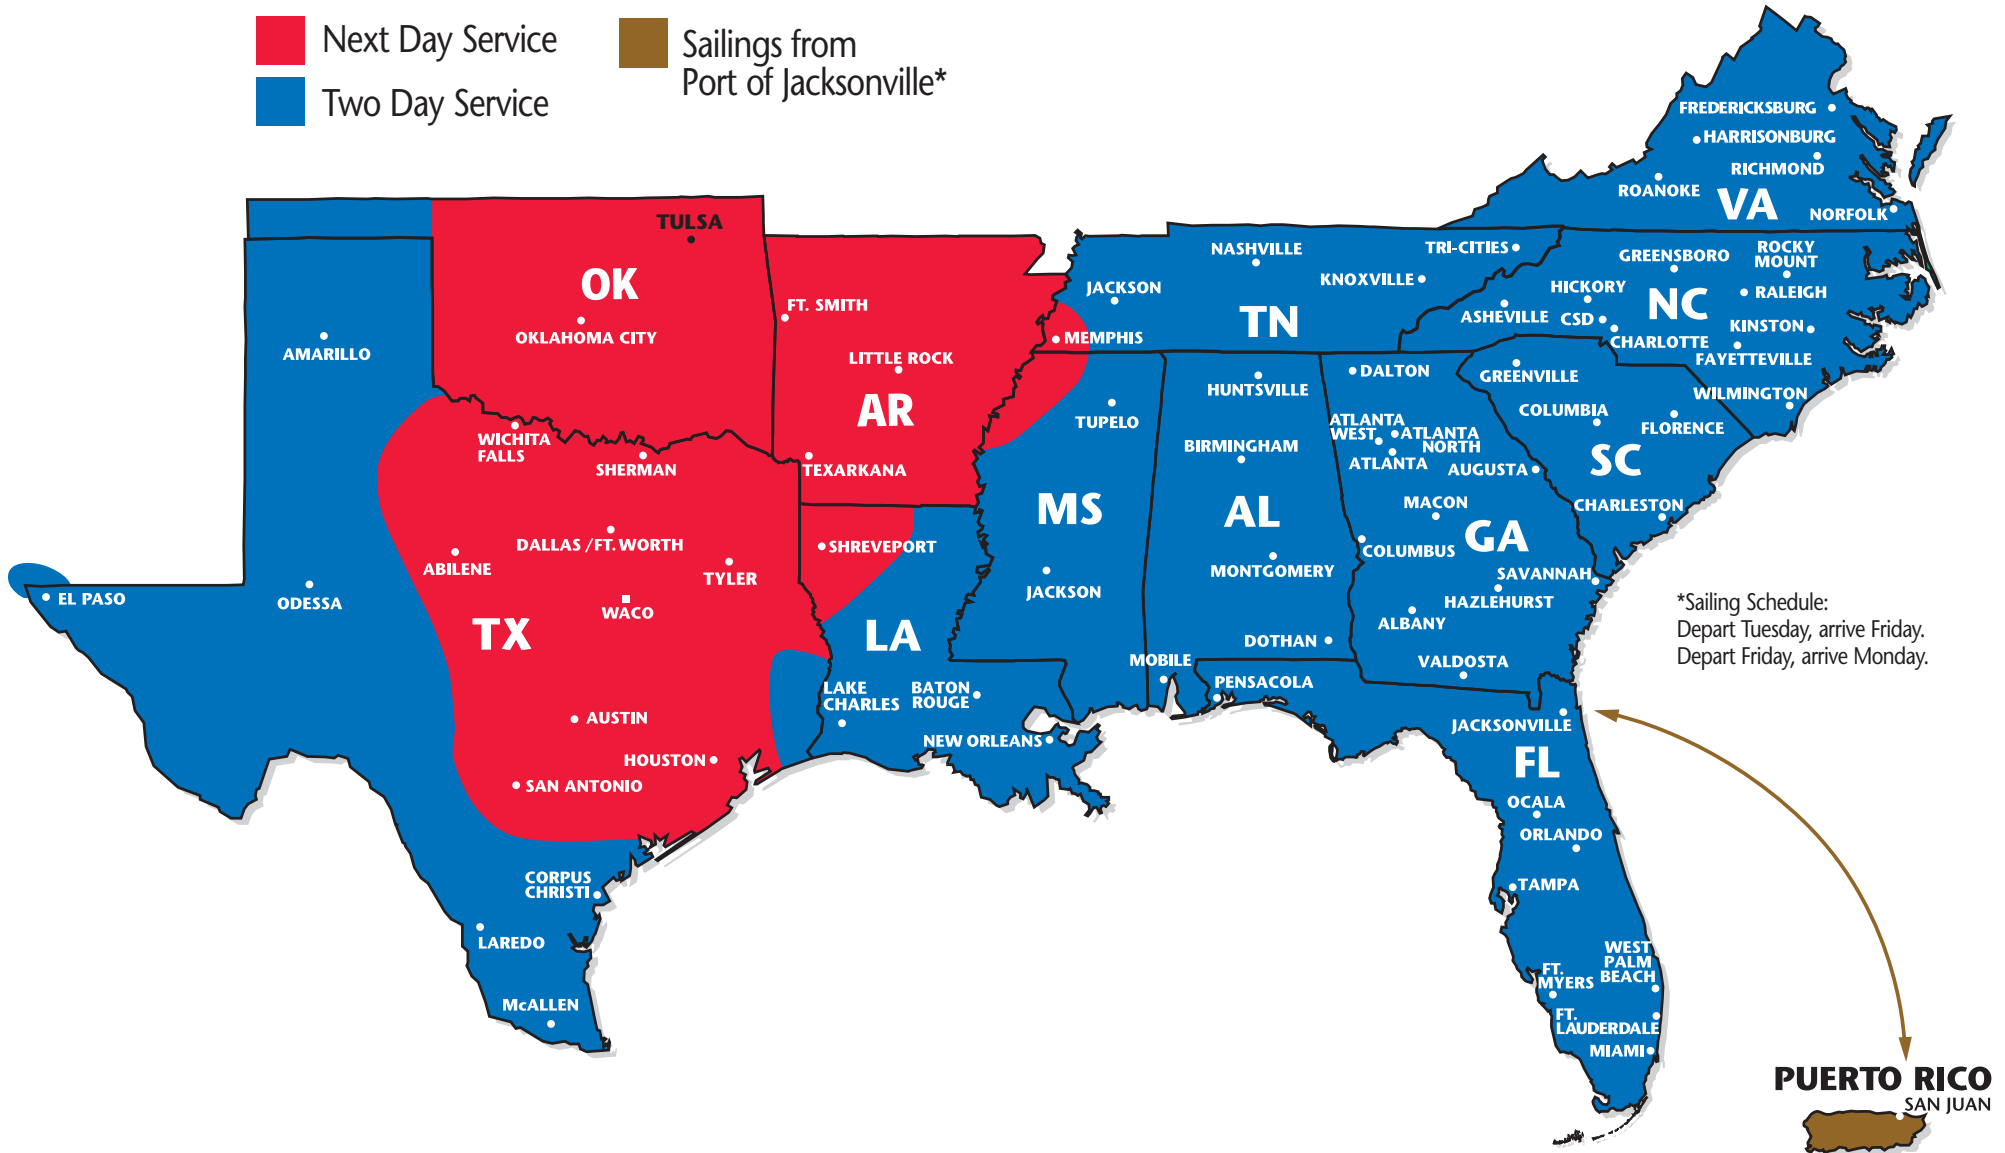 Next Day Service
Two Day Service
Sailings from
Port of Jacksonville*
FREDERICKSBURG
HARRISONBURG
RICHMOND
ROANOKE
VA
NORFOLK
TULSA
OK
OKLAHOMA CITY
FT. SMITH
LITTLE ROCK
AR
TEXARKANA
NASHVILLE
TRI-CITIES
KNOXVILLE
JACKSON
TN
MEMPHIS
GREENSBORO
ROCKY
MOUNT
HICKORY
NC
RALEIGH
ASHEVILLE
CSD
KINSTON
CHARLOTTE
FAYETTEVILLE
WILMINGTON
AMARILLO
WICHITA
FALLS
SHERMAN
DALLAS /FT. WORTH
ABILENE
TYLER
EL PASO
ODESSA
WACO
TX
AUSTIN
HOUSTON
SAN ANTONIO
CORPUS
CHRISTI
LAREDO
McALLEN
SHREVEPORT
LA
LAKE
CHARLES
BATON
ROUGE
NEW ORLEANS
TUPELO
MS
JACKSON
HUNTSVILLE
BIRMINGHAM
AL
MONTGOMERY
DOTHAN
MOBILE
DALTON
ATLANTA
WEST
ATLANTA
NORTH
ATLANTA
AUGUSTA
MACON
GA
COLUMBUS
SAVANNAH
HAZLEHURST
ALBANY
VALDOSTA
GREENVILLE
COLUMBIA
FLORENCE
SC
CHARLESTON
PENSACOLA
JACKSONVILLE
FL
OCALA
ORLANDO
TAMPA
WEST
PALM
BEACH
FT.
MYERS
FT.
LAUDERDALE
MIAMI
*Sailing Schedule:
Depart Tuesday, arrive Friday.
Depart Friday, arrive Monday.
PUERTO RICO
SAN JUAN